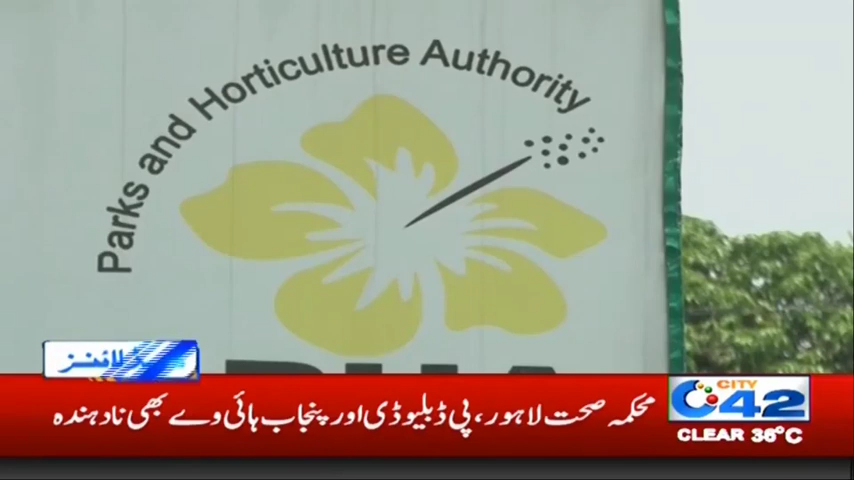 Parks and Horticulture Authority
ہیڈ لائنز
محکمہ صحت لاہور، پی ڈبلیو ڈی اور پنجاب ہائی وے بھی نادہندہ
CITY
42
CLEAR 36°C